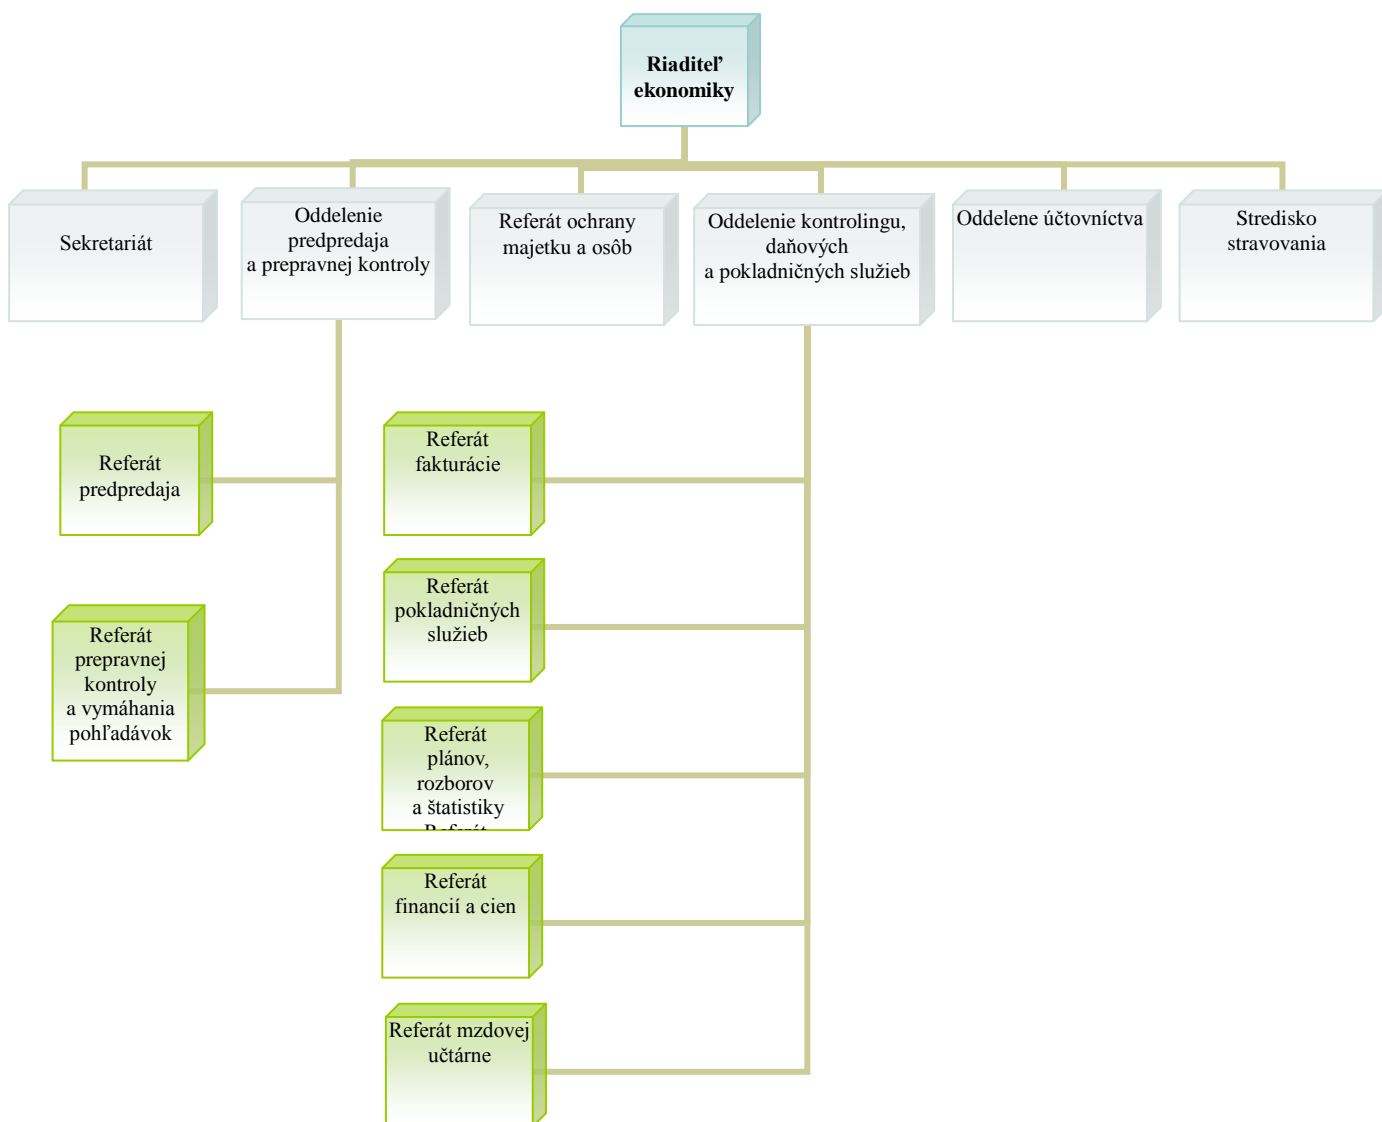 Riaditeľ
ekonomiky
Sekretariát
Oddelenie
predpredaja
a prepravnej kontroly
Referát ochrany
majetku a osôb
Oddelenie kontrolingu,
daňových
a pokladničných služieb
Oddelene účtovníctva
Stredisko
stravovania
Referát
predpredaja
Referát
prepravnej
kontroly
a vymáhania
pohľadávok
Referát
fakturácie
Referát
pokladničných
služieb
Referát
plánov,
rozborov
a štatistiky
Referát
Referát
financií a cien
Referát mzdovej
učtárne